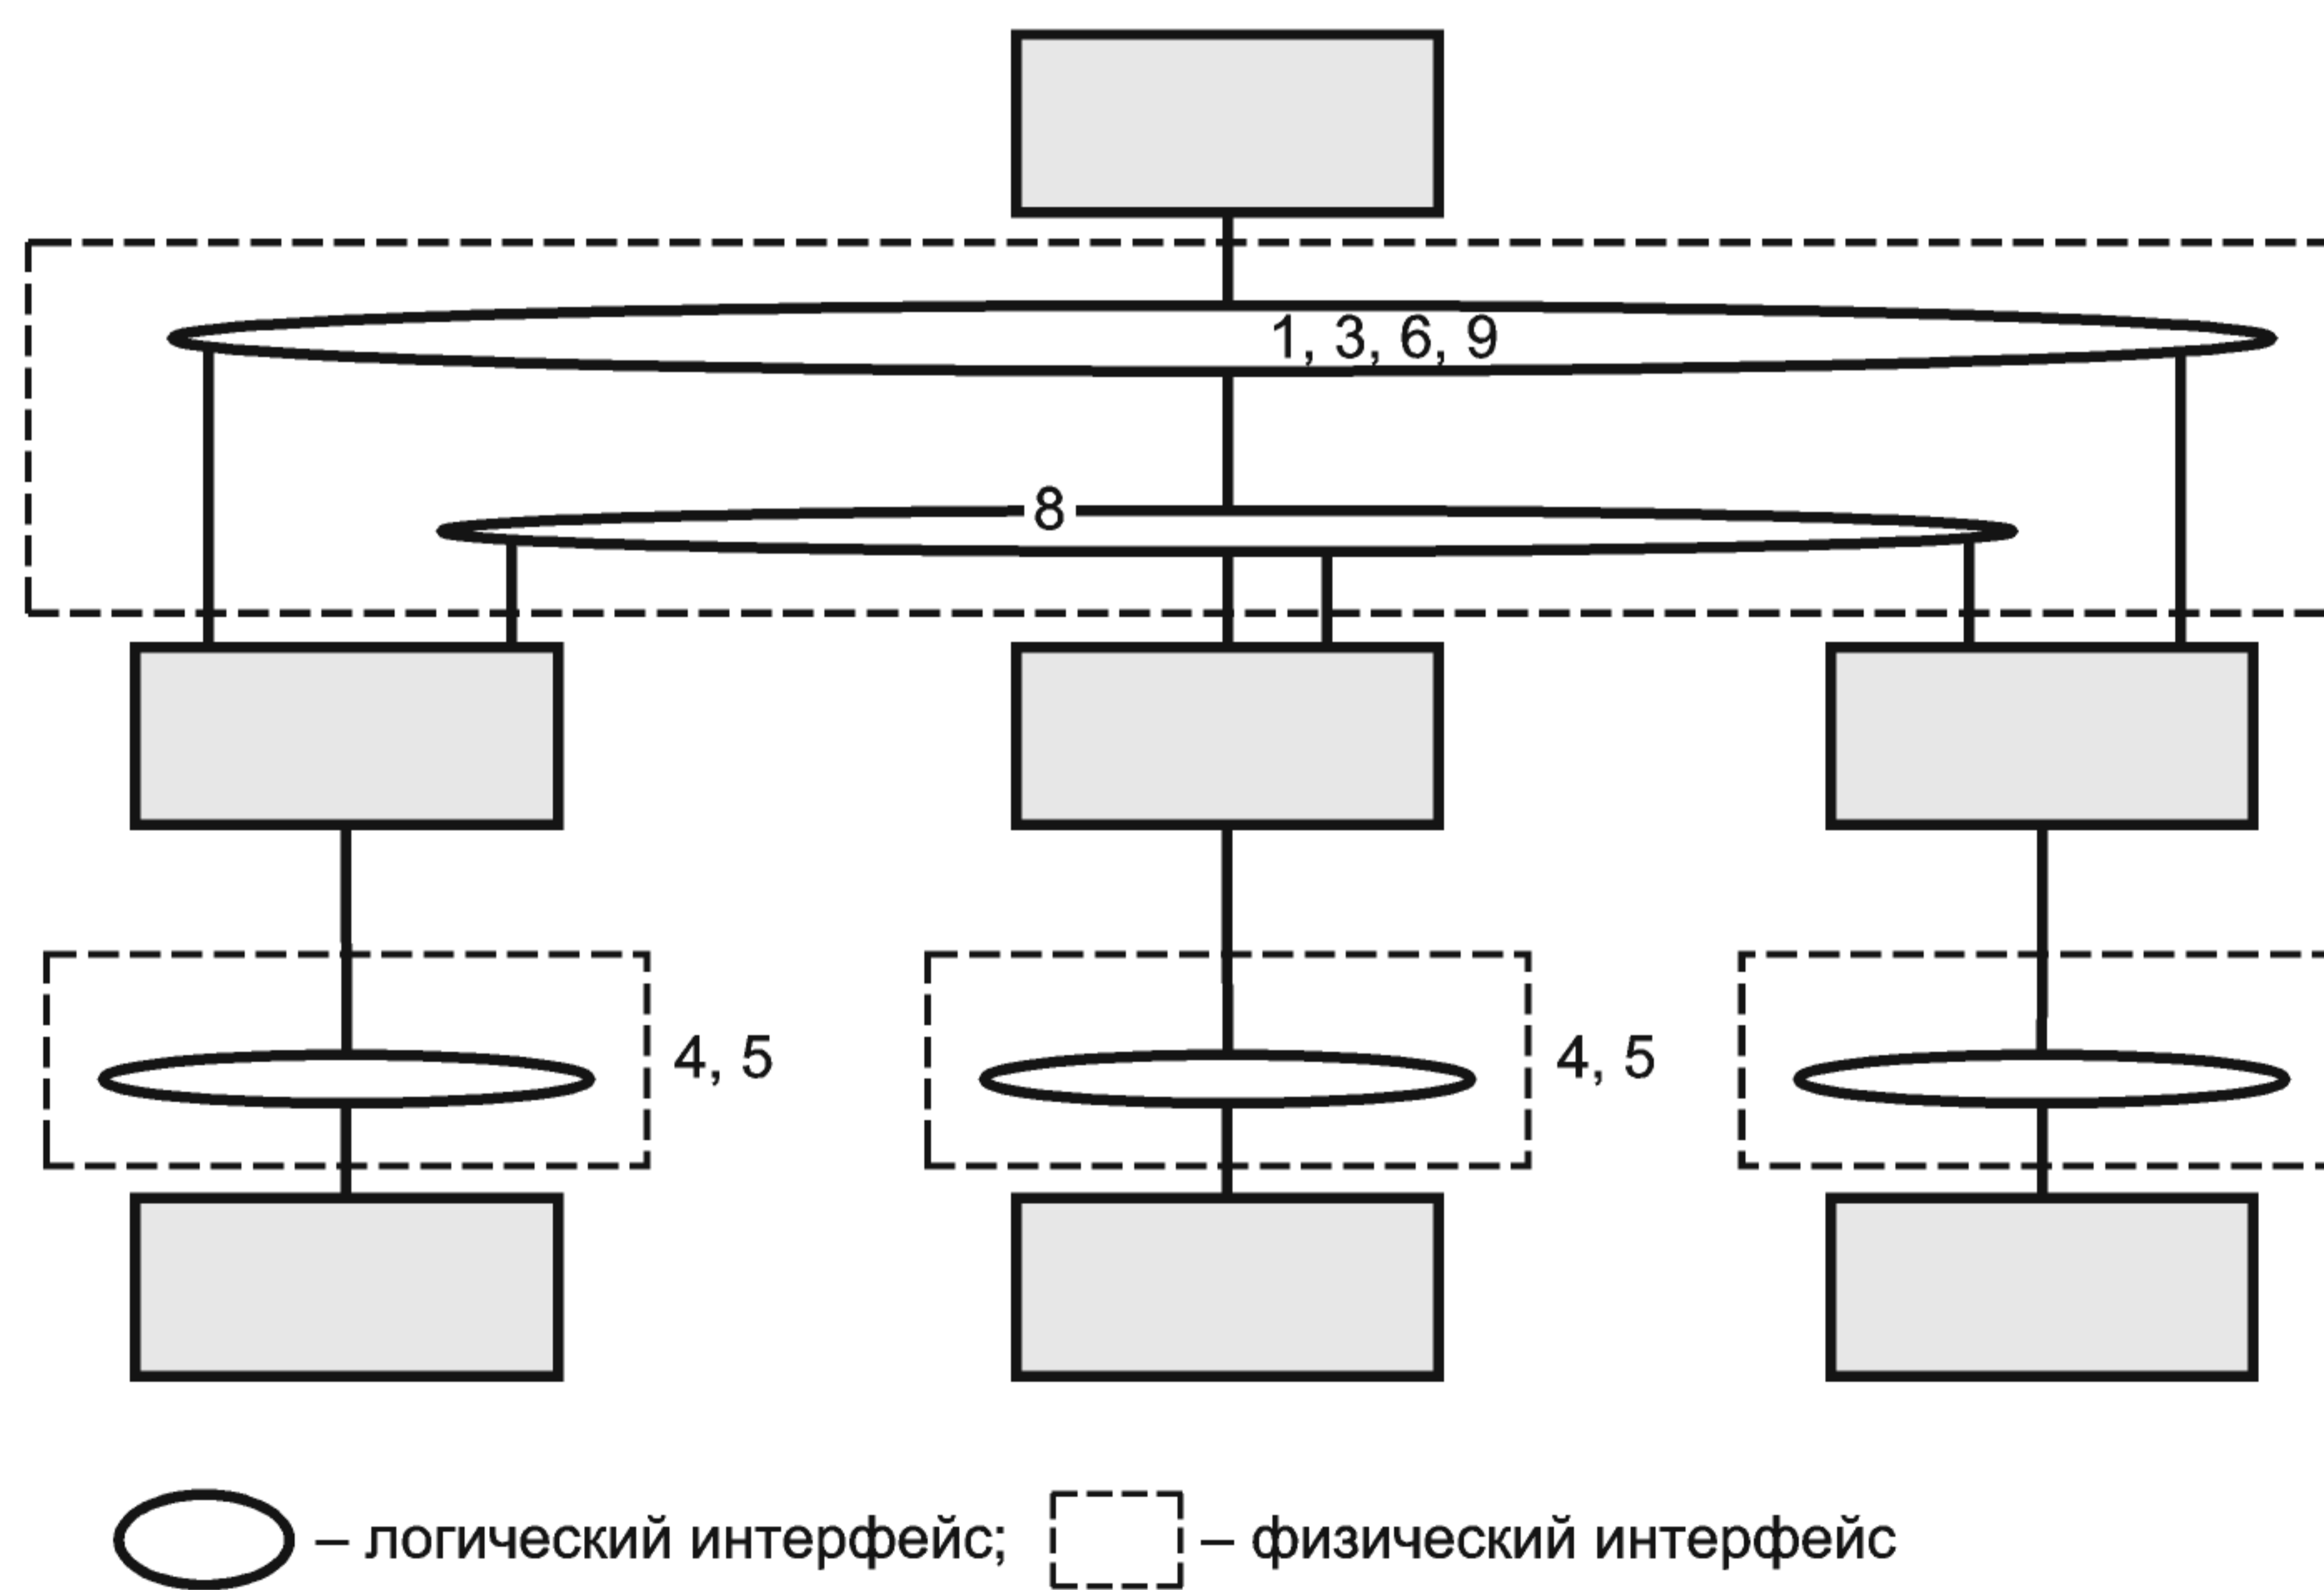 1, 3, 6, 9
8
4, 5
4, 5
– логический интерфейс;
– физический интерфейс